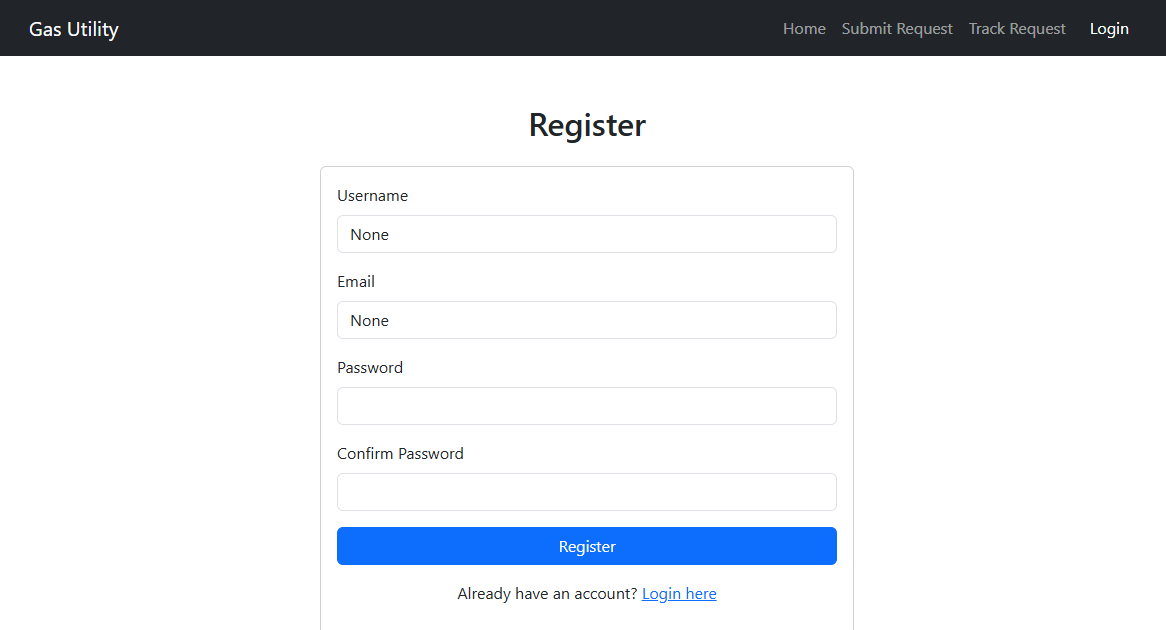 Gas Utility Home Submit Request Track Request Login
Register
Username
None
Email
None
Password
Confirm Password
Register
Already have an account? Login here